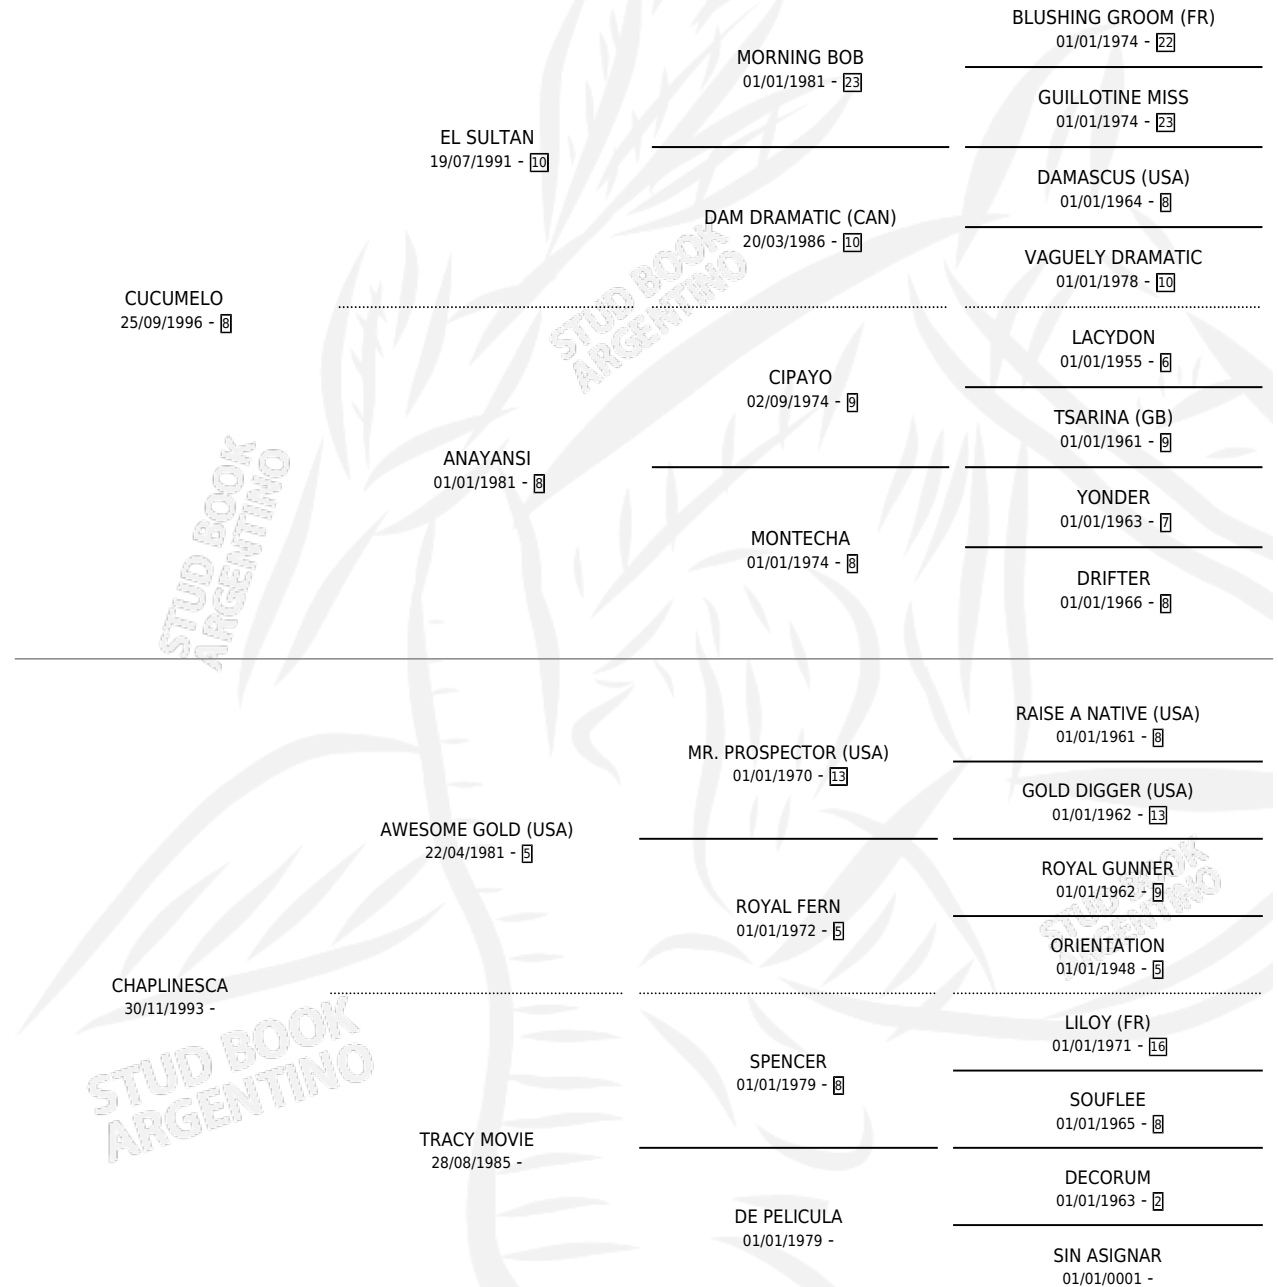 BLUSHING GROOM (FR)
01/01/1974 - 22
MORNING BOB
01/01/1981 - 23
GUILLOTINE MISS
01/01/1974 - 23
EL SULTAN
19/07/1991 - 10
DAMASCUS (USA)
01/01/1964 - 8
DAM DRAMATIC (CAN)
20/03/1986 - 10
VAGUELY DRAMATIC
01/01/1978 - 10
CUCUMELO
25/09/1996 - 8
LACYDON
01/01/1955 - 6
CIPAYO
02/09/1974 - 9
TSARINA (GB)
01/01/1961 - 9
ANAYANSI
01/01/1981 - 8
YONDER
01/01/1963 - 7
MONTECHA
01/01/1974 - 8
DRIFTER
01/01/1966 - 8
STUD BOOK
ARGENTINO
STUD BOOK
ARGENTINO
RAISE A NATIVE (USA)
01/01/1961 - 8
MR. PROSPECTOR (USA)
01/01/1970 - 13
GOLD DIGGER (USA)
01/01/1962 - 13
AWESOME GOLD (USA)
22/04/1981 - 5
ROYAL GUNNER
01/01/1962 - 9
ROYAL FERN
01/01/1972 - 5
ORIENTATION
01/01/1948 - 5
STUD BOOK
ARGENTINO
CHAPLINESCA
30/11/1993 -
LILOY (FR)
01/01/1971 - 16
SPENCER
01/01/1979 - 8
SOUFLEE
01/01/1965 - 8
STUD BOOK
ARGENTINO
TRACY MOVIE
28/08/1985 -
DECORUM
01/01/1963 - 2
DE PELICULA
01/01/1979 -
SIN ASIGNAR
01/01/0001 -